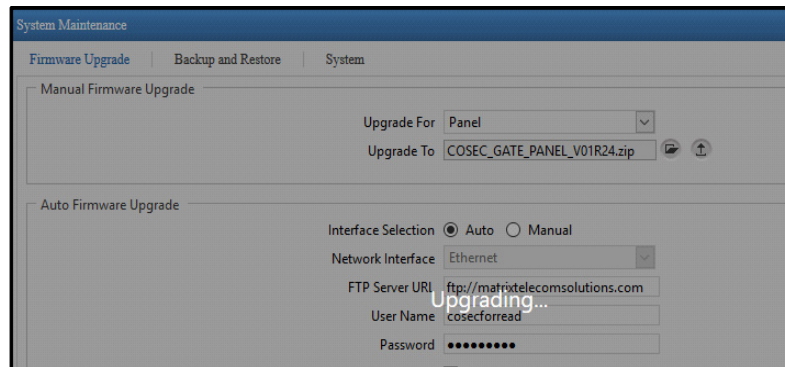 System Maintenance
Firmware Upgrade | Backup and Restore | System
Manual Firmware Upgrade
Upgrade For Panel
Upgrade To COSEC_GATE_PANEL_V01R24.zip
Auto Firmware Upgrade
Interface Selection Auto Manual
Network Interface Ethernet
FTP Server URL ftp://matrixtelecomsolutions.com
Upgrading...
User Name cosecforread
Password •••••••••